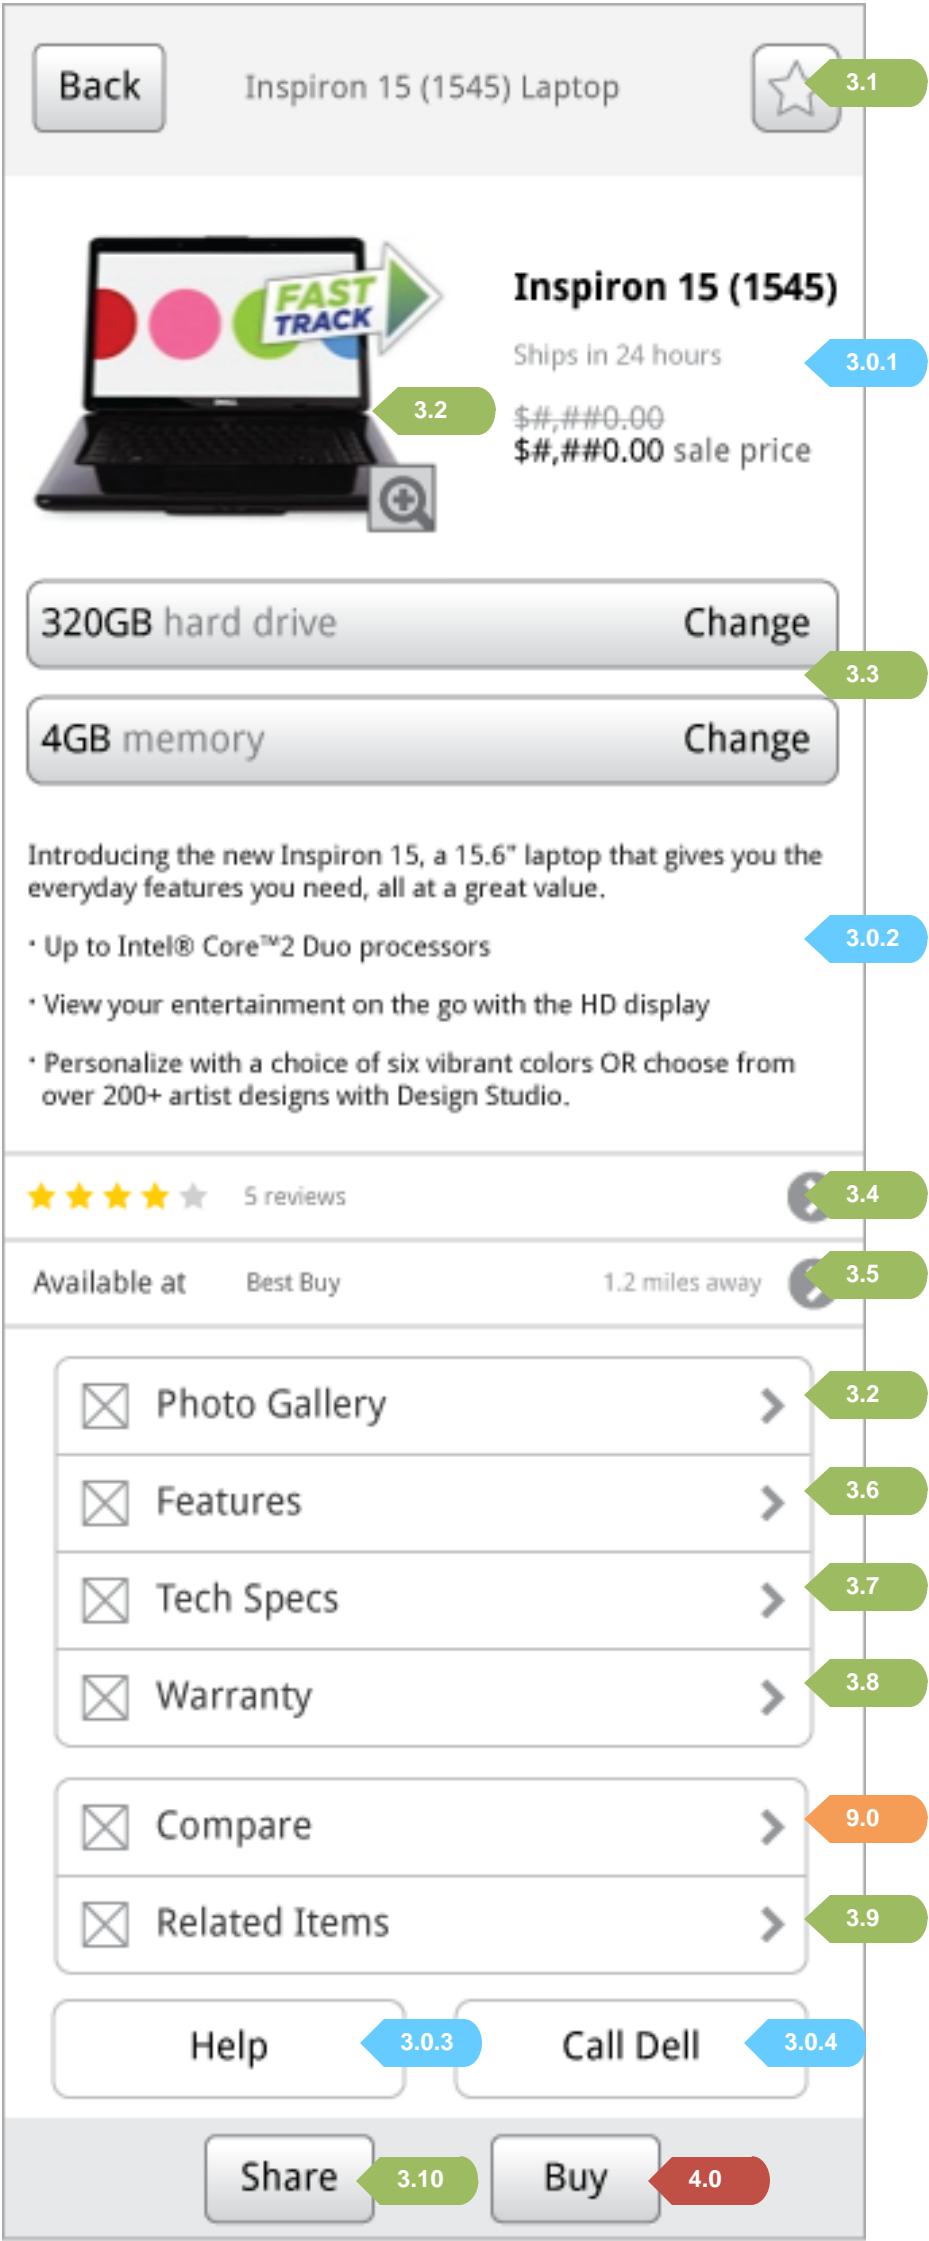 Back
Inspiron 15 (1545) Laptop
3.1
FAST
TRACK
Inspiron 15 (1545)
Ships in 24 hours
3.0.1
3.2
$#,##0.00
$#,##0.00 sale price
320GB hard drive Change
3.3
4GB memory Change
Introducing the new Inspiron 15, a 15.6" laptop that gives you the
everyday features you need, all at a great value.
· Up to Intel® Core™2 Duo processors
3.0.2
· View your entertainment on the go with the HD display
· Personalize with a choice of six vibrant colors OR choose from
over 200+ artist designs with Design Studio.
5 reviews
3.4
Available at Best Buy 1.2 miles away
3.5
Photo Gallery
3.2
Features
3.6
Tech Specs
3.7
Warranty
3.8
Compare
9.0
Related Items
3.9
Help
3.0.3
Call Dell
3.0.4
Share
3.10
Buy
4.0